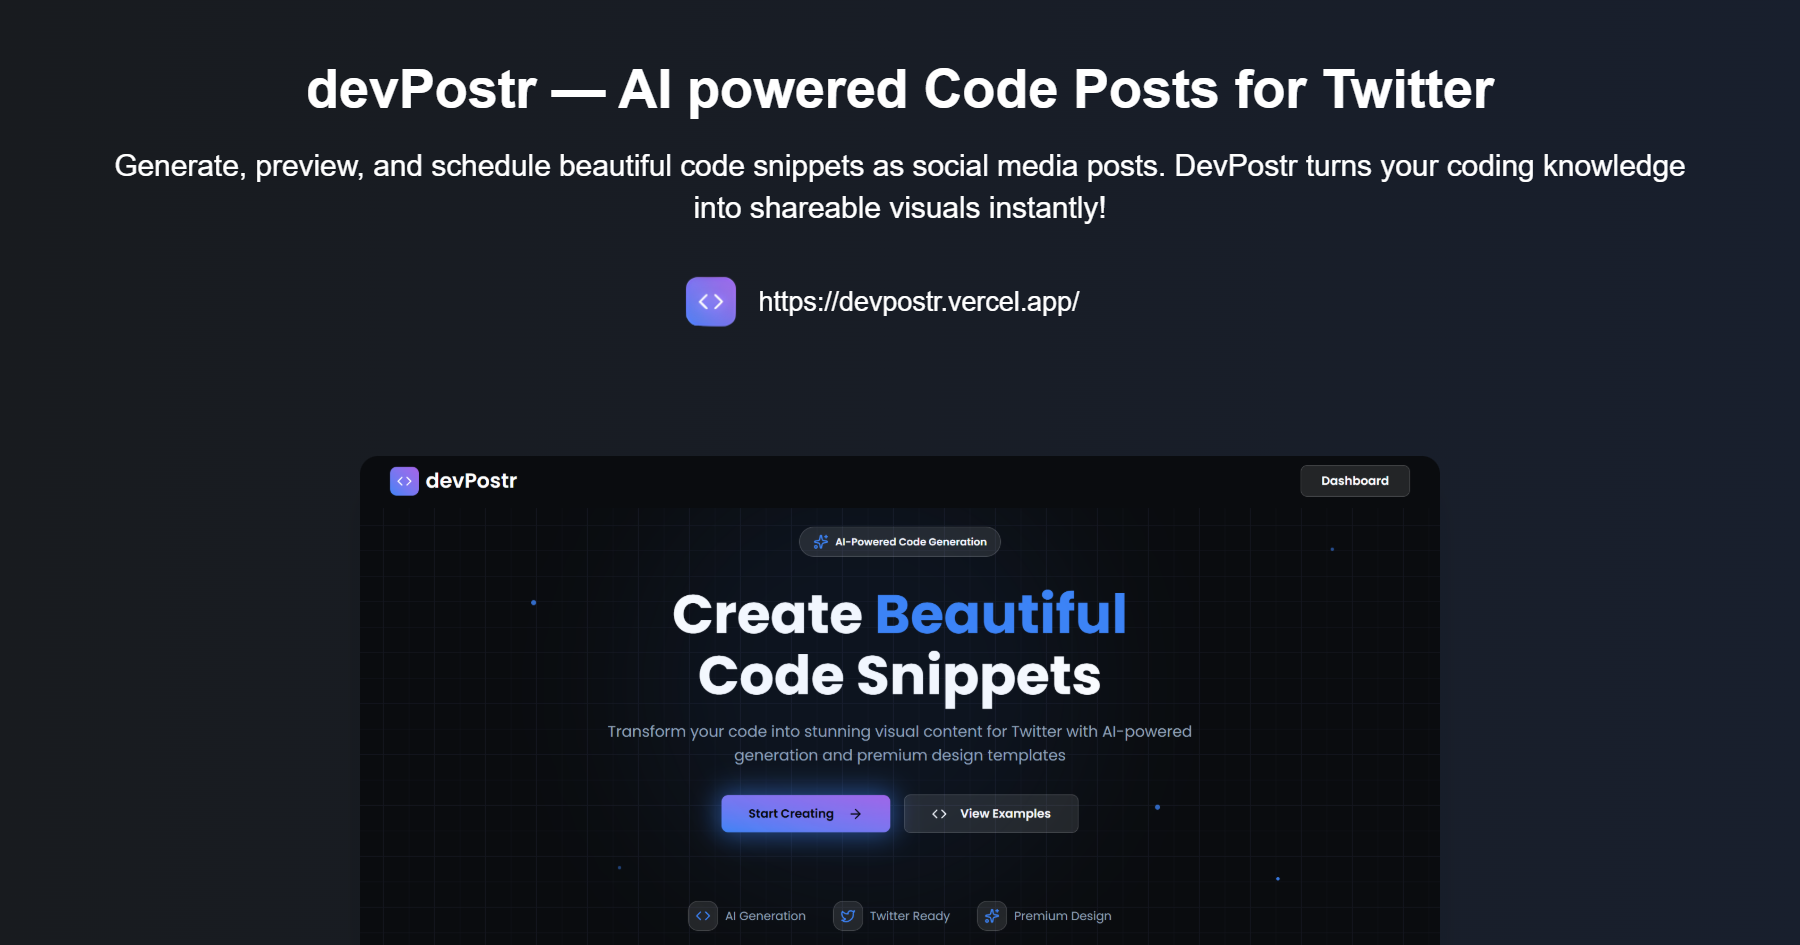 devPostr — AI powered Code Posts for Twitter
Generate, preview, and schedule beautiful code snippets as social media posts. DevPostr turns your coding knowledge
into shareable visuals instantly!
https://devpostr.vercel.app/
devPostr
Dashboard
AI-Powered Code Generation
Create Beautiful
Code Snippets
Transform your code into stunning visual content for Twitter with AI-powered
generation and premium design templates
Start Creating
View Examples
AI Generation
Twitter Ready
Premium Design